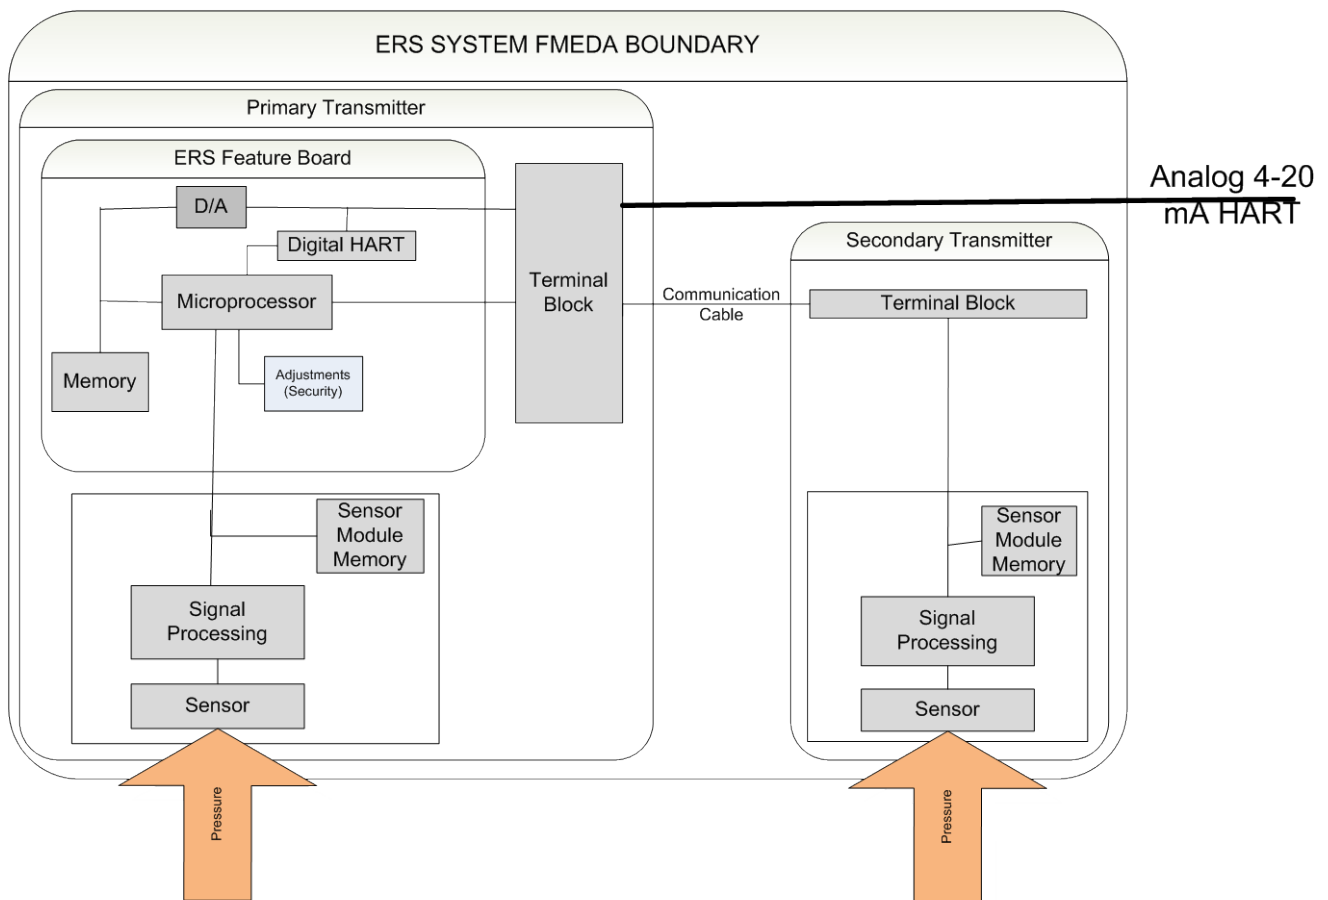 ERS SYSTEM FMEDA BOUNDARY
Primary Transmitter
ERS Feature Board
D/A
Digital HART
Microprocessor
Memory
Adjustments
(Security)
Terminal
Block
Analog 4-20
mA HART
Communication
Cable
Secondary Transmitter
Terminal Block
Sensor
Module
Memory
Signal
Processing
Sensor
Pressure
Sensor
Module
Memory
Signal
Processing
Sensor
Pressure